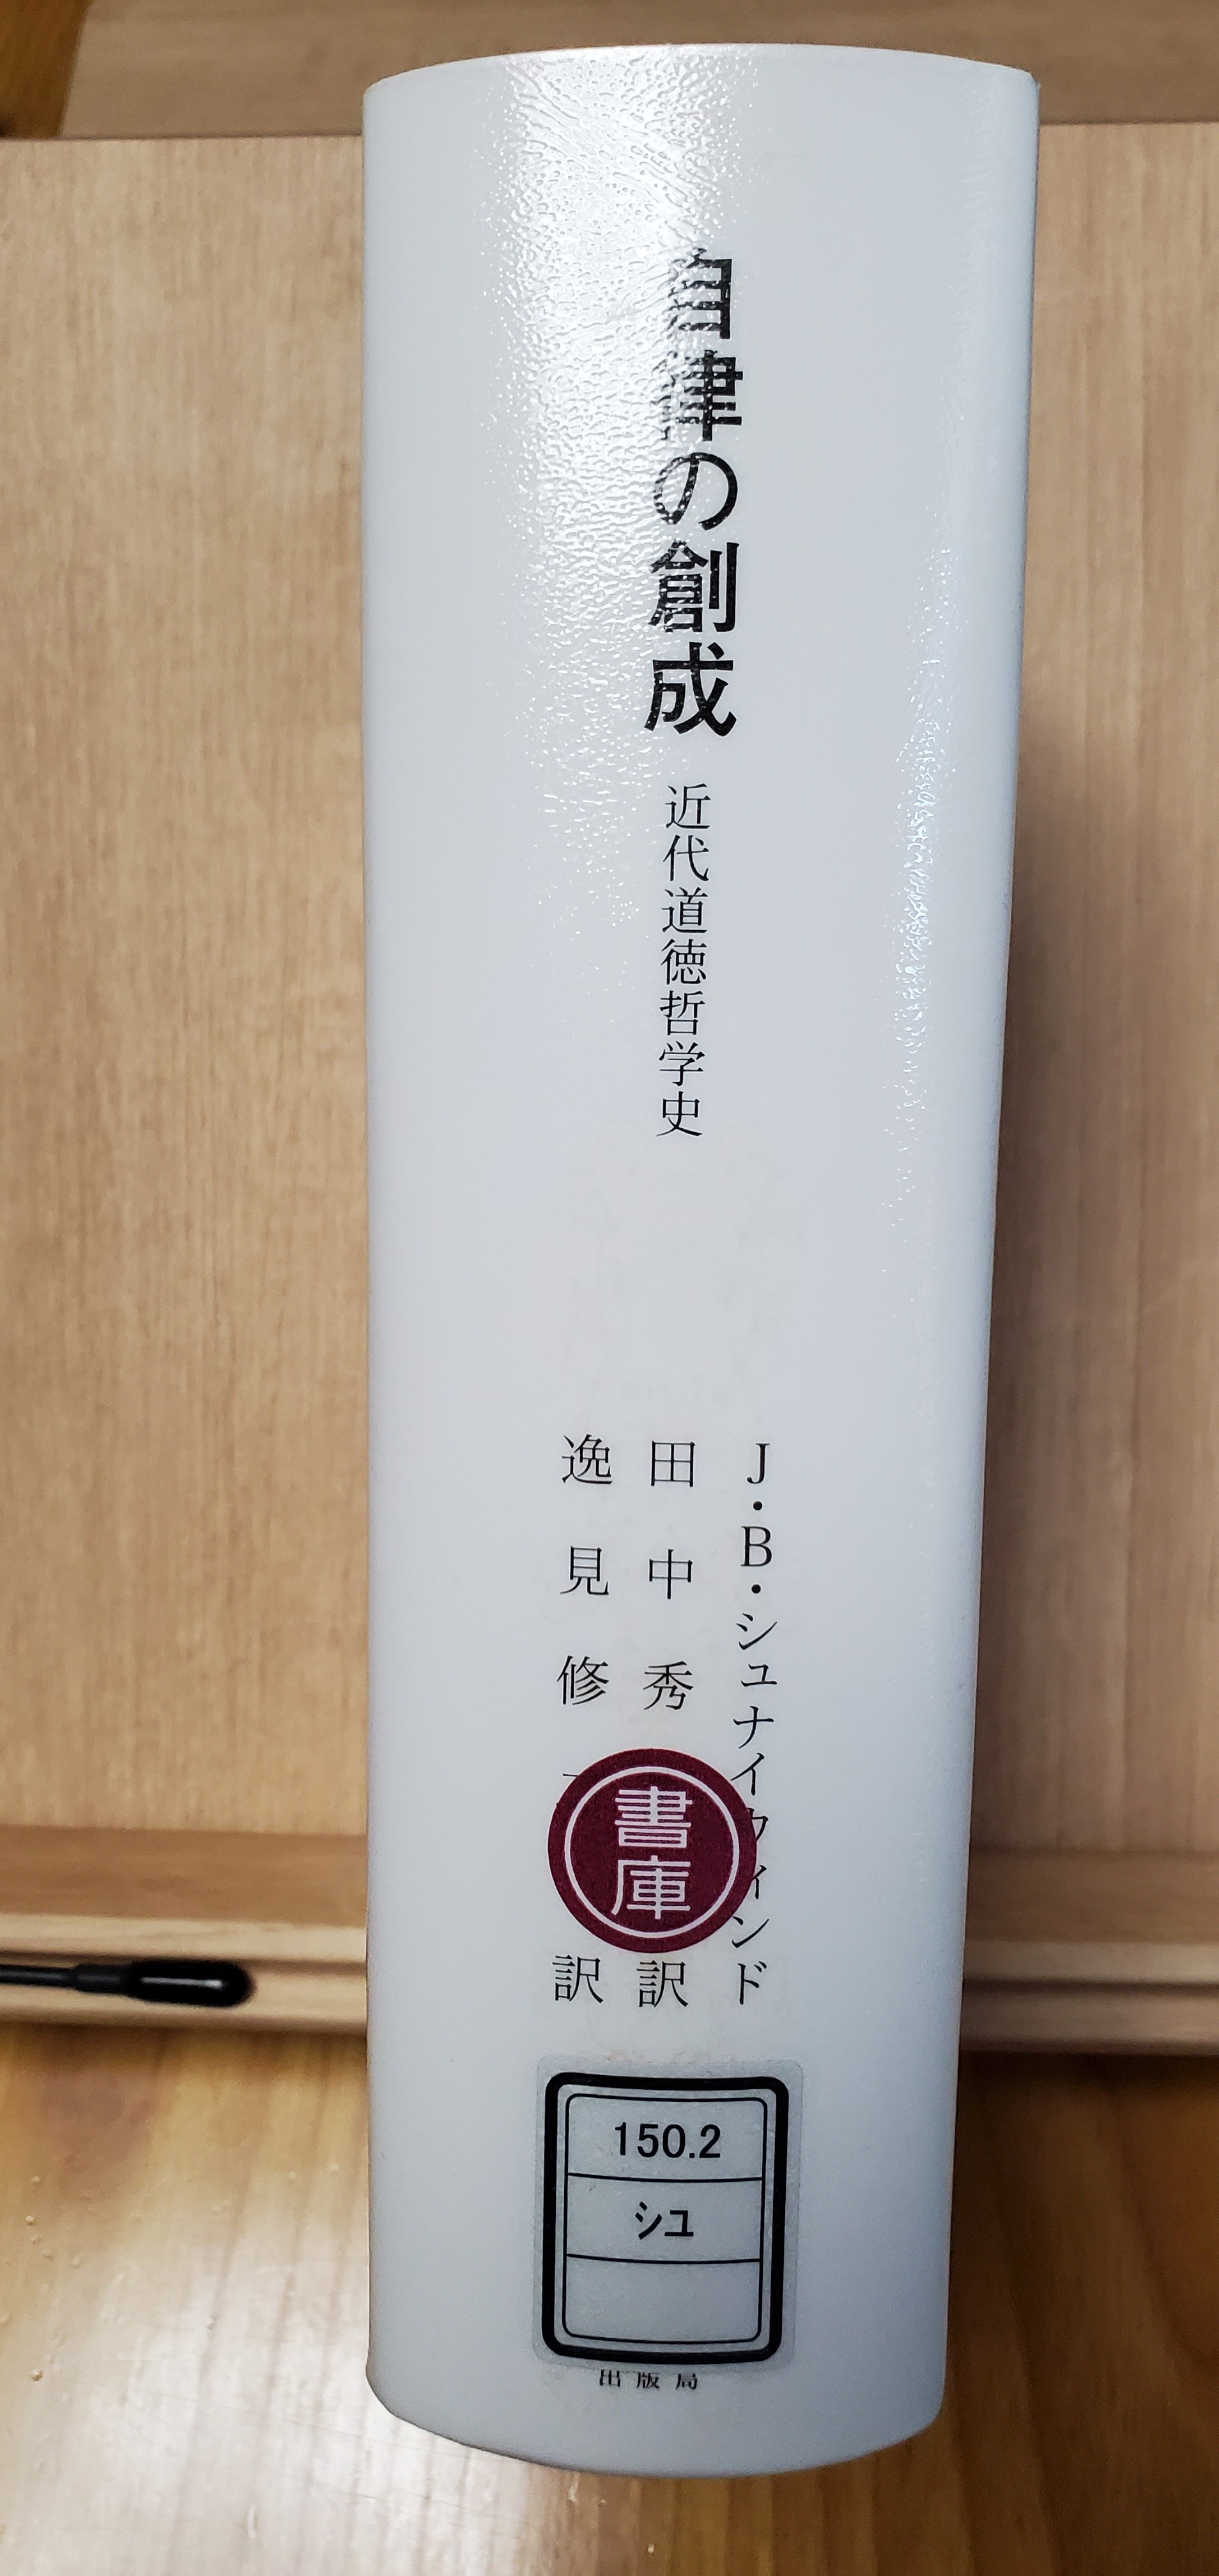 自律の創成
近代道徳哲学史
J・B・シュナイウィンド
田中秀 訳
逸見修 訳
書庫
150.2
シュ
出版局